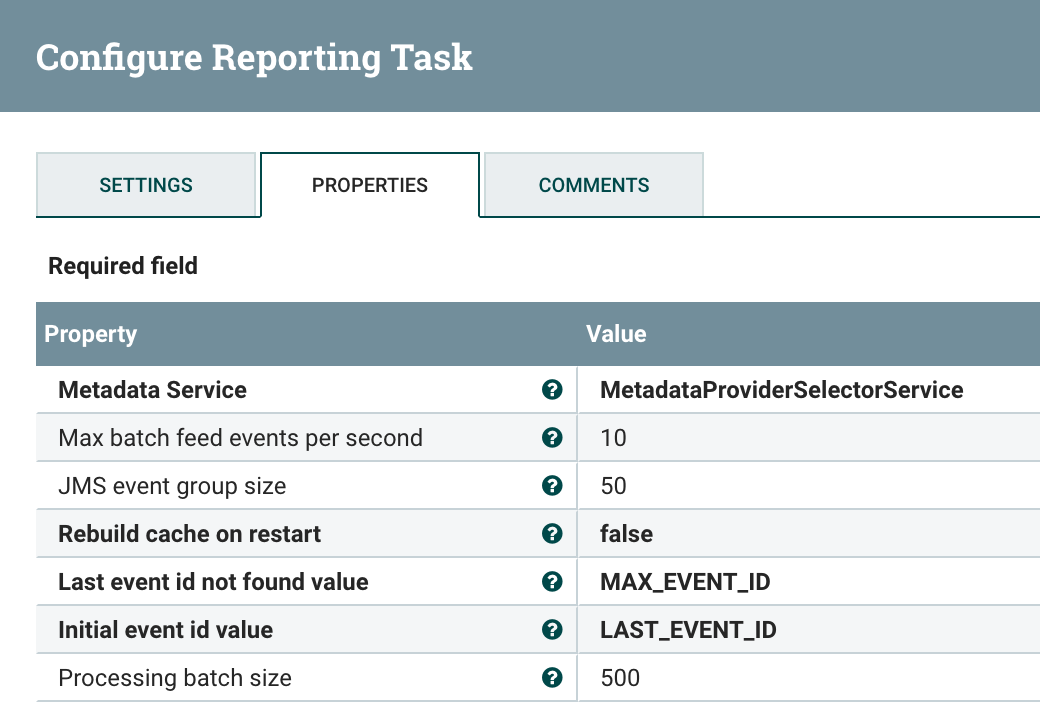 Configure Reporting Task
SETTINGS PROPERTIES COMMENTS
Required field
Property Value
Metadata Service ? MetadataProviderSelectorService
Max batch feed events per second ? 10
JMS event group size ? 50
Rebuild cache on restart ? false
Last event id not found value ? MAX_EVENT_ID
Initial event id value ? LAST_EVENT_ID
Processing batch size ? 500